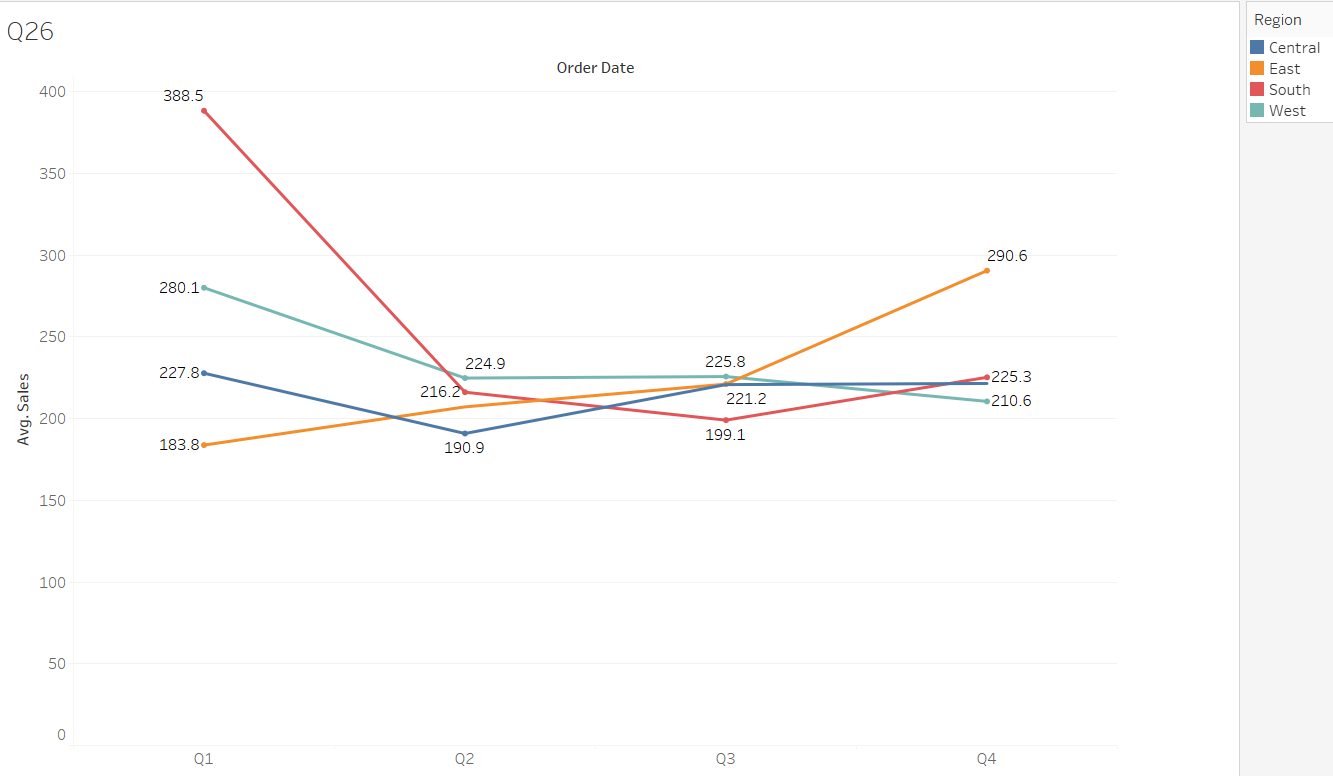 Q26
Order Date
Avg. Sales
400
350
300
250
200
150
100
50
0
388.5
280.1
227.8
183.8
224.9
216.2
190.9
225.8
221.2
199.1
290.6
225.3
210.6
Q1
Q2
Q3
Q4
Region
Central
East
South
West